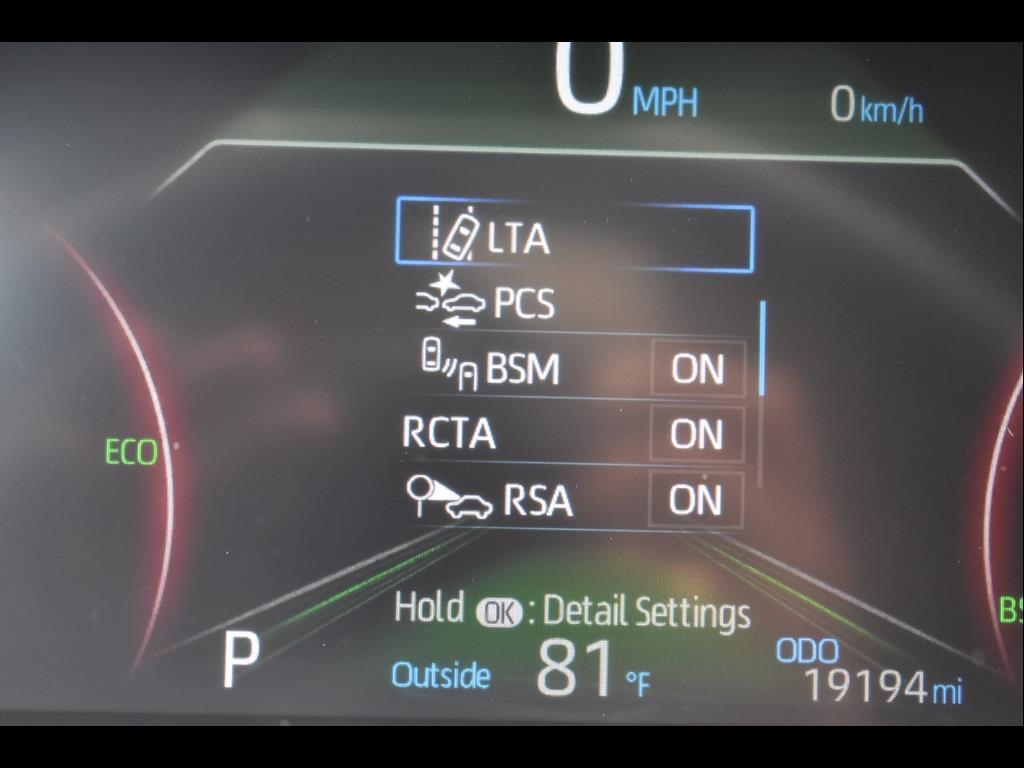 0 MPH 0 km/h
LTA
PCS
BSM ON
RCTA ON
ECO
RSA ON
Hold OK : Detail Settings
P Outside 81 °F
ODO
19194 mi